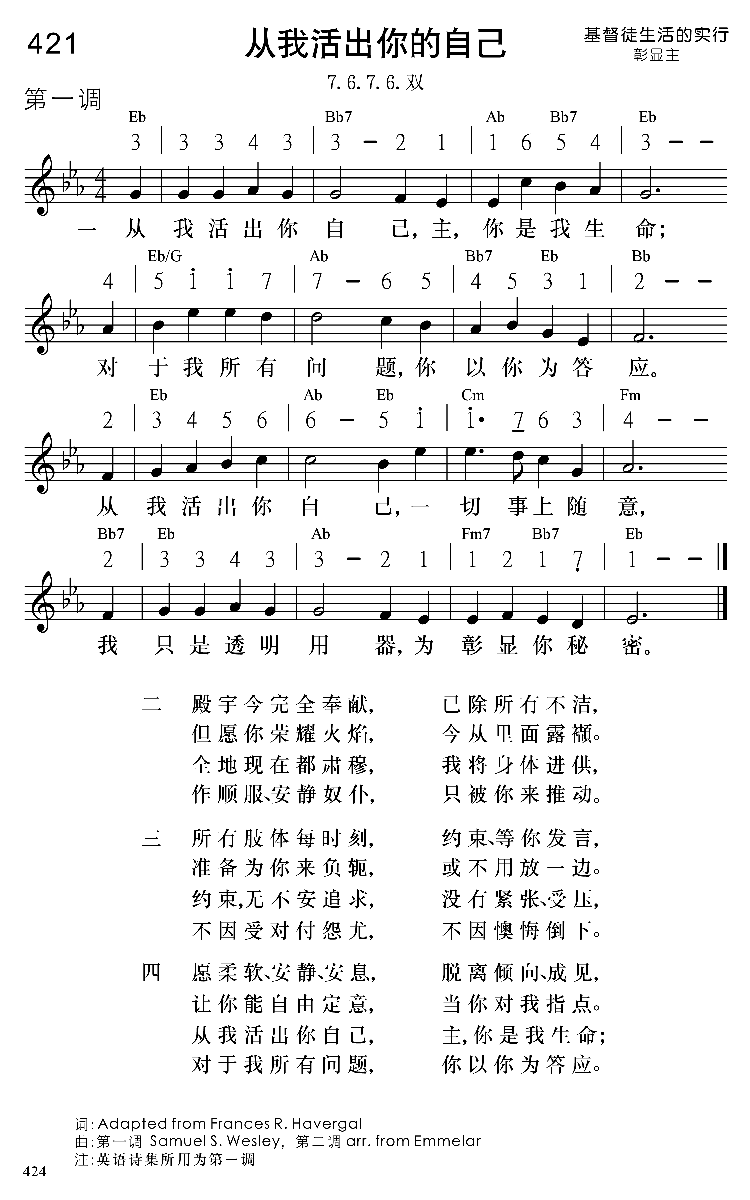 421
从我活出你的自己
基督徒生活的实行
彰显主
7.6.7.6.双
第一调
Eb Bb7 Ab Bb7 Eb
3 | 3 3 4 3 | 3 – 2 1 | 1 6 5 4 | 3 – –
4
4
一 从 我 活 出 你 自 己, 主, 你 是 我 生 命;
Eb/G Ab Bb7 Eb Bb
4 | 5 i i 7 | 7 – 6 5 | 4 5 3 1 | 2 – –
对 于 我 所 有 问 题, 你 以 你 为 答 应。
Eb Ab Eb Cm Fm
2 | 3 4 5 6 | 6 – 5 i | i· 7 6 3 | 4 – –
从 我 活 出 你 自 己, 一 切 事 上 随 意,
Bb7 Eb Ab Fm7 Bb7 Eb
2 | 3 3 4 3 | 3 – 2 1 | 1 2 1 7 | 1 – –
我 只 是 透 明 用 器, 为 彰 显 你 秘 密。
二 殿宇今完全奉献, 已除所有不洁,
但愿你荣耀火焰, 今从里面露巅。
全地现在都肃穆, 我将身体进供,
作顺服、安静奴仆, 只被你来推动。
三 所有肢体每时刻, 约束、等你发言,
准备为你来负轭, 或不用放一边。
约束,无不安追求, 没有紧张、受压,
不因受对付怨尤, 不因懊悔倒下。
四 愿柔软、安静、安息, 脱离倾向、成见,
让你能自由定意, 当你对我指点。
从我活出你自己, 主,你是我生命;
对于我所有问题, 你以你为答应。
词: Adapted from Frances R. Havergal
曲:第一调 Samuel S. Wesley, 第二调 arr. from Emmelar
注:英语诗集所用为第一调
424